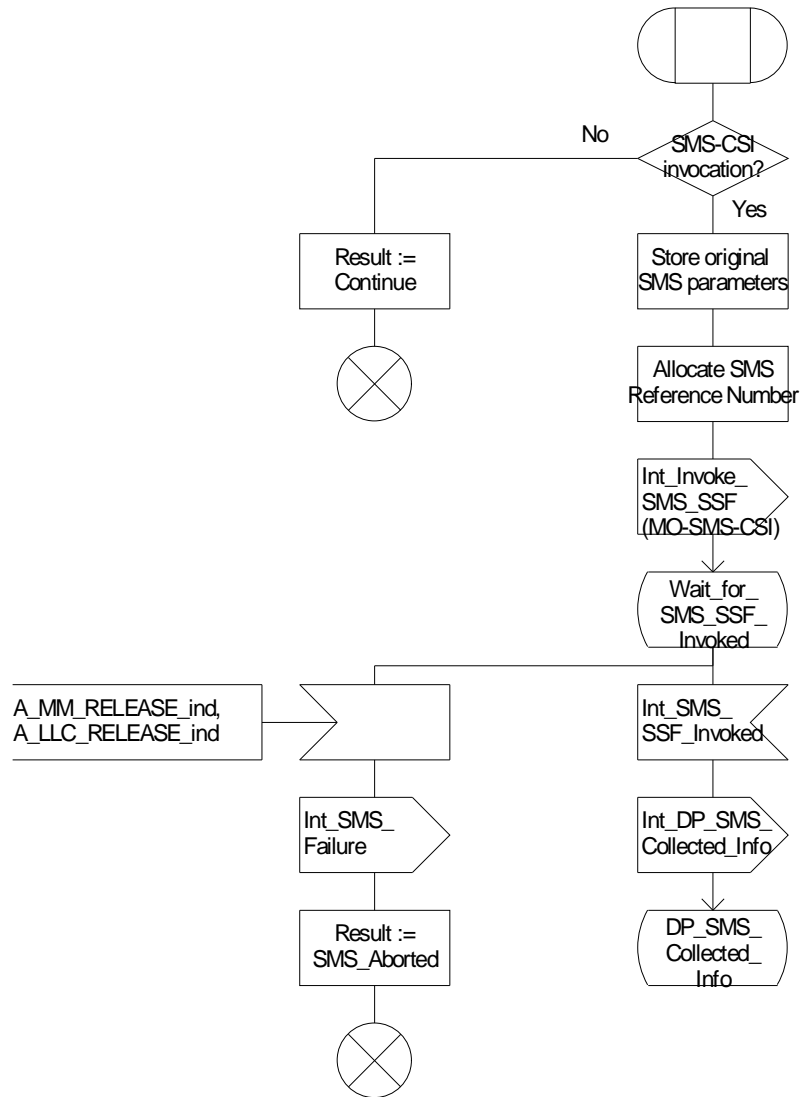 SMS-CSI
invocation?
No
Yes
Result :=
Continue
Store original
SMS parameters
Allocate SMS
Reference Number
Int_Invoke_
SMS_SSF
(MO-SMS-CSI)
Wait_for_
SMS_SSF_
Invoked
A_MM_RELEASE_ind,
A_LLC_RELEASE_ind
Int_SMS_
SSF_Invoked
Int_SMS_
Failure
Int_DP_SMS_
Collected_Info
Result :=
SMS_Aborted
DP_SMS_
Collected_
Info